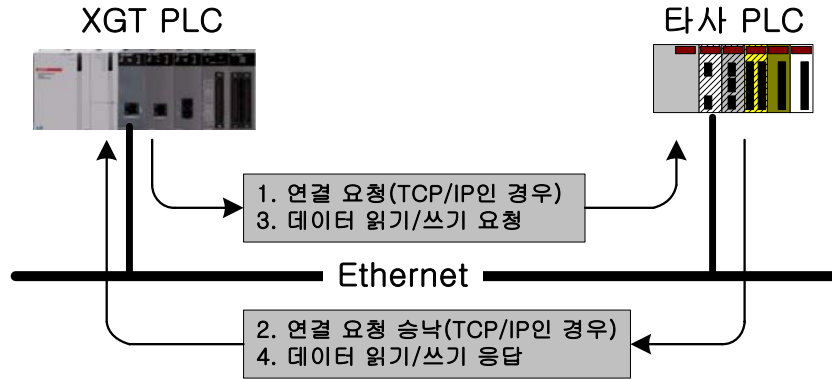 XGT PLC
타사 PLC
1. 연결 요청(TCP/IP인 경우)
3. 데이터 읽기/쓰기 요청
Ethernet
2. 연결 요청 승낙(TCP/IP인 경우)
4. 데이터 읽기/쓰기 응답